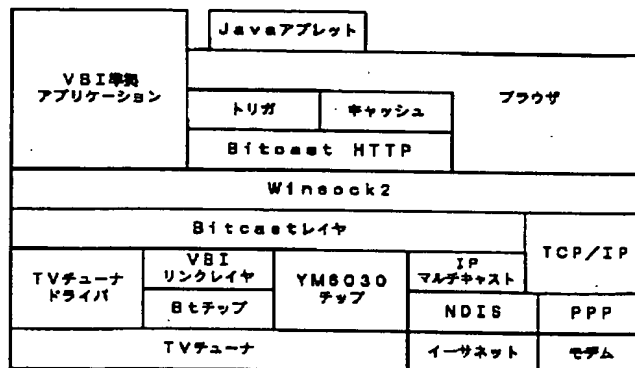 Javaアプレット
VBI準拠
アプリケーション
ブラウザ
トリガ
キャッシュ
Bitcast HTTP
Winsock2
Bitcastレイヤ
TCP/IP
TVチューナ
ドライバ
VBI
リンクレイヤ
YM6030
チップ
IP
マルチキャスト
Btチップ
NDIS
PPP
TVチューナ
イーサネット
モデム